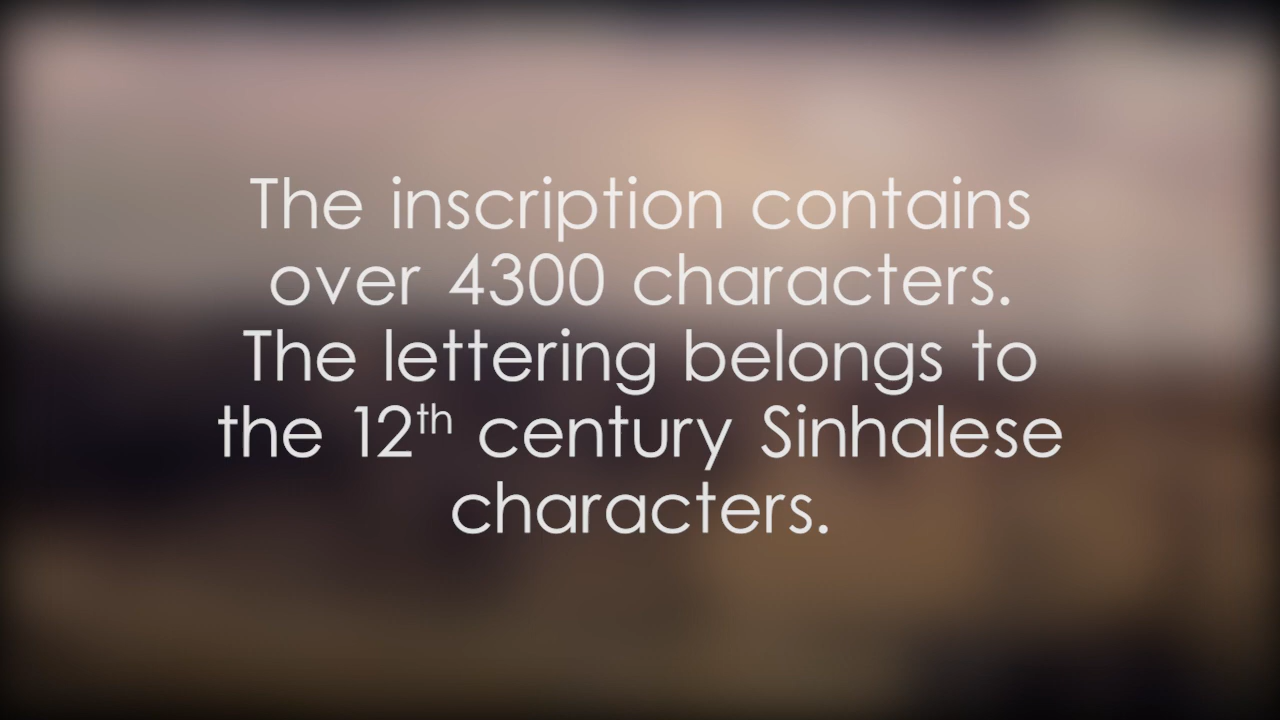 The inscription contains
over 4300 characters.
The lettering belongs to
the 12th century Sinhalese
characters.